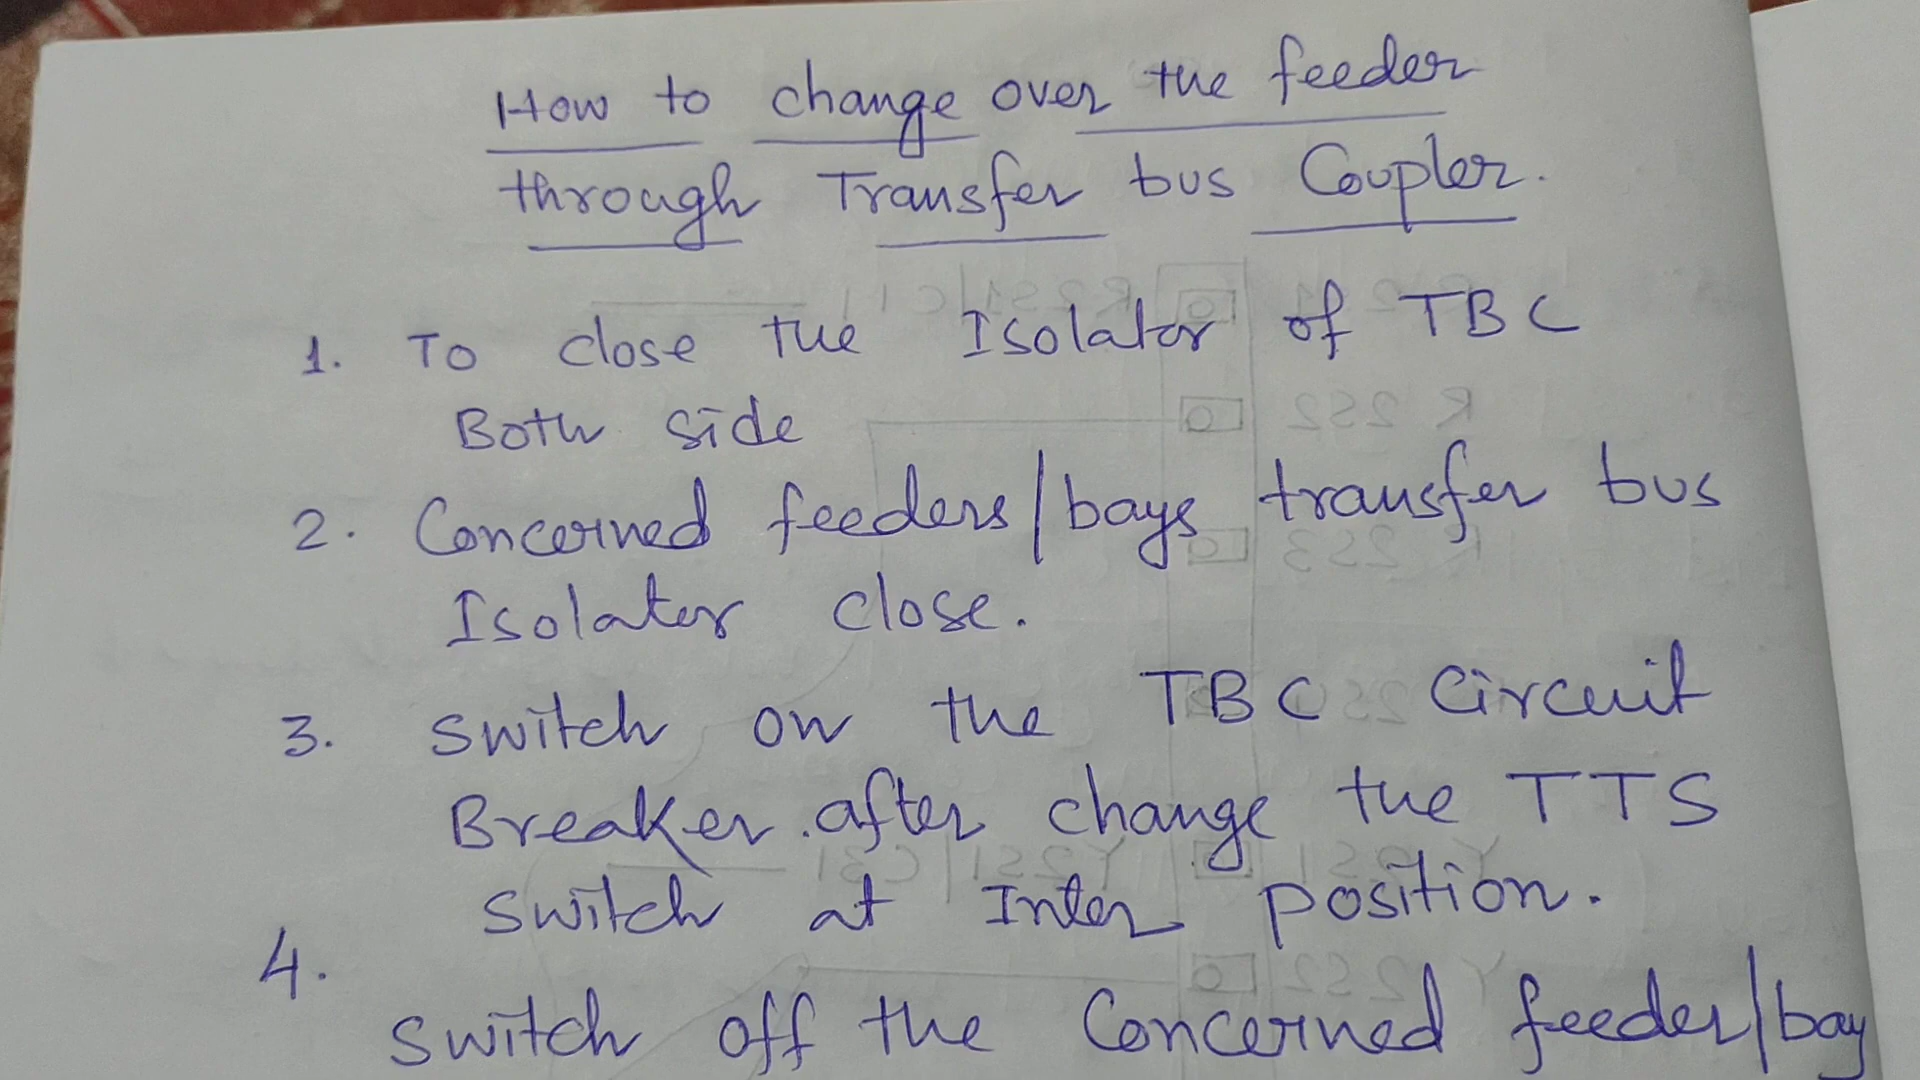 How to change over the feeder
through Transfer bus Coupler.
1. To close the Isolator of TBC
Both side
2. Concerned feeders/bays transfer bus
Isolator close.
3. Switch on the TBC Circuit
Breaker. after change the TTS
Switch at Inter position.
4.
Switch off the Concerned feeder/bay